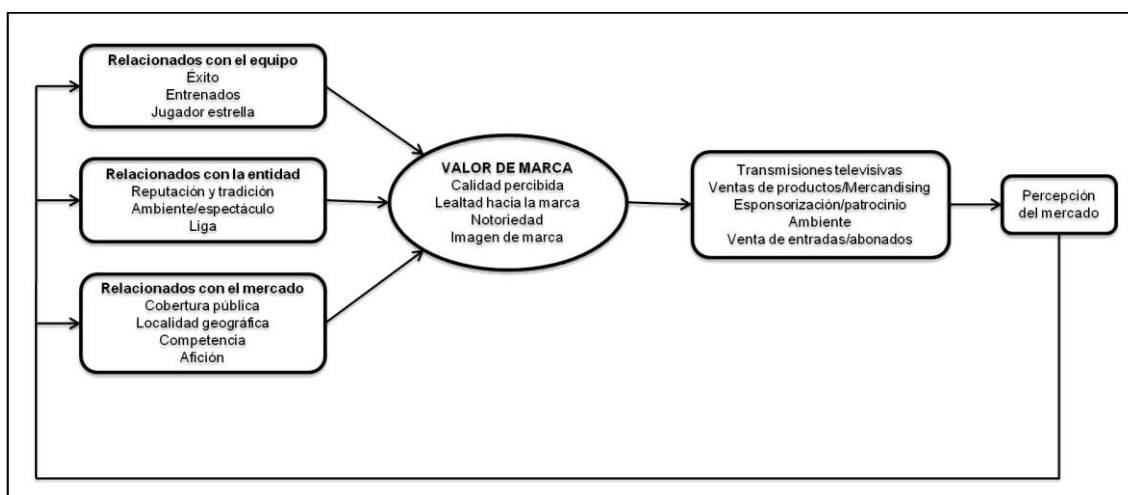 Relacionados con el equipo
Éxito
Entrenados
Jugador estrella
Relacionados con la entidad
Reputación y tradición
Ambiente/espectáculo
Liga
Relacionados con el mercado
Cobertura pública
Localidad geográfica
Competencia
Afición
VALOR DE MARCA
Calidad percibida
Lealtad hacia la marca
Notoriedad
Imagen de marca
Transmisiones televisivas
Ventas de productos/Mercandising
Esponsorización/patrocinio
Ambiente
Venta de entradas/abonados
Percepción
del mercado